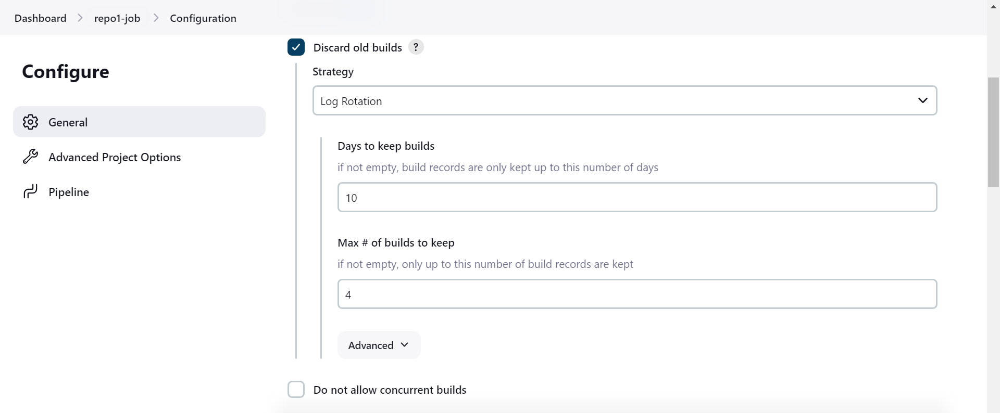 Dashboard > repo1-job > Configuration
Configure
General
Advanced Project Options
Pipeline
Discard old builds ?
Strategy
Log Rotation
Days to keep builds
if not empty, build records are only kept up to this number of days
10
Max # of builds to keep
if not empty, only up to this number of build records are kept
4
Advanced
Do not allow concurrent builds